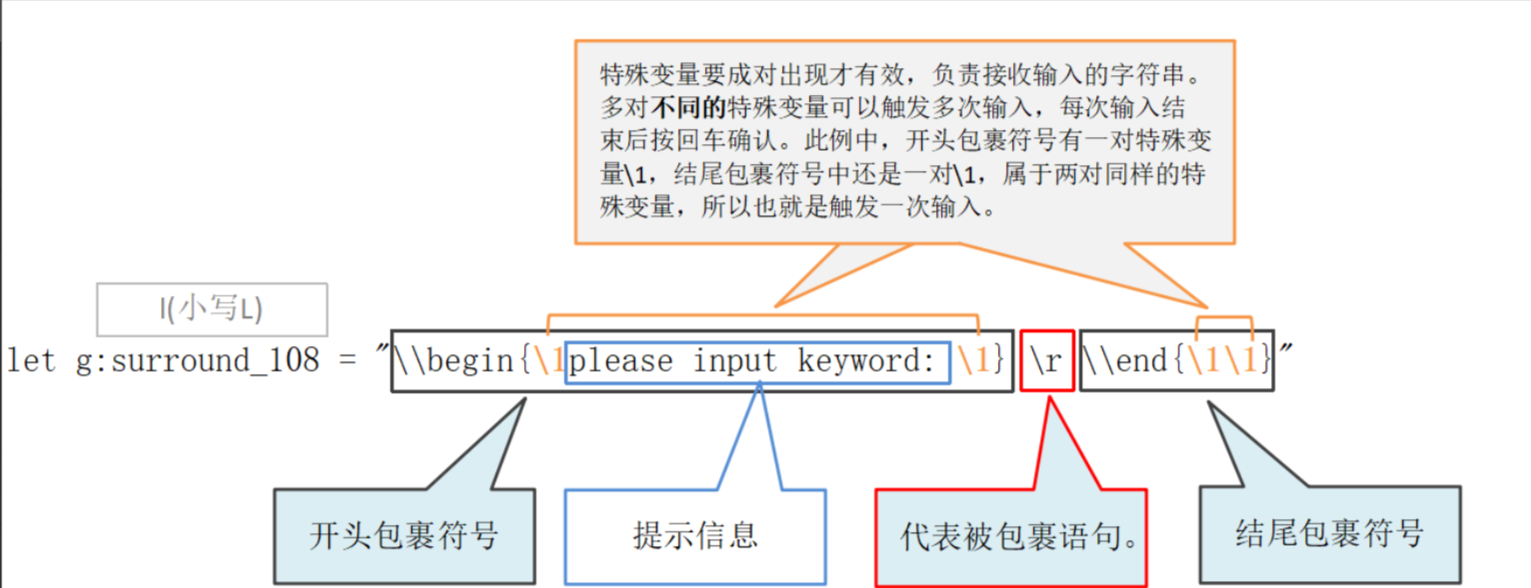 特殊变量要成对出现才有效，负责接收输入的字符串。
多对不同的特殊变量可以触发多次输入，每次输入结
束后按回车确认。此例中，开头包裹符号有一对特殊变
量\1，结尾包裹符号中还是一对\1，属于两对同样的特
殊变量，所以也就是触发一次输入。
l(小写L)
let g:surround_108 = "\\begin{\1please input keyword: \1} \r \\end{\1\1}"
开头包裹符号
提示信息
代表被包裹语句。
结尾包裹符号